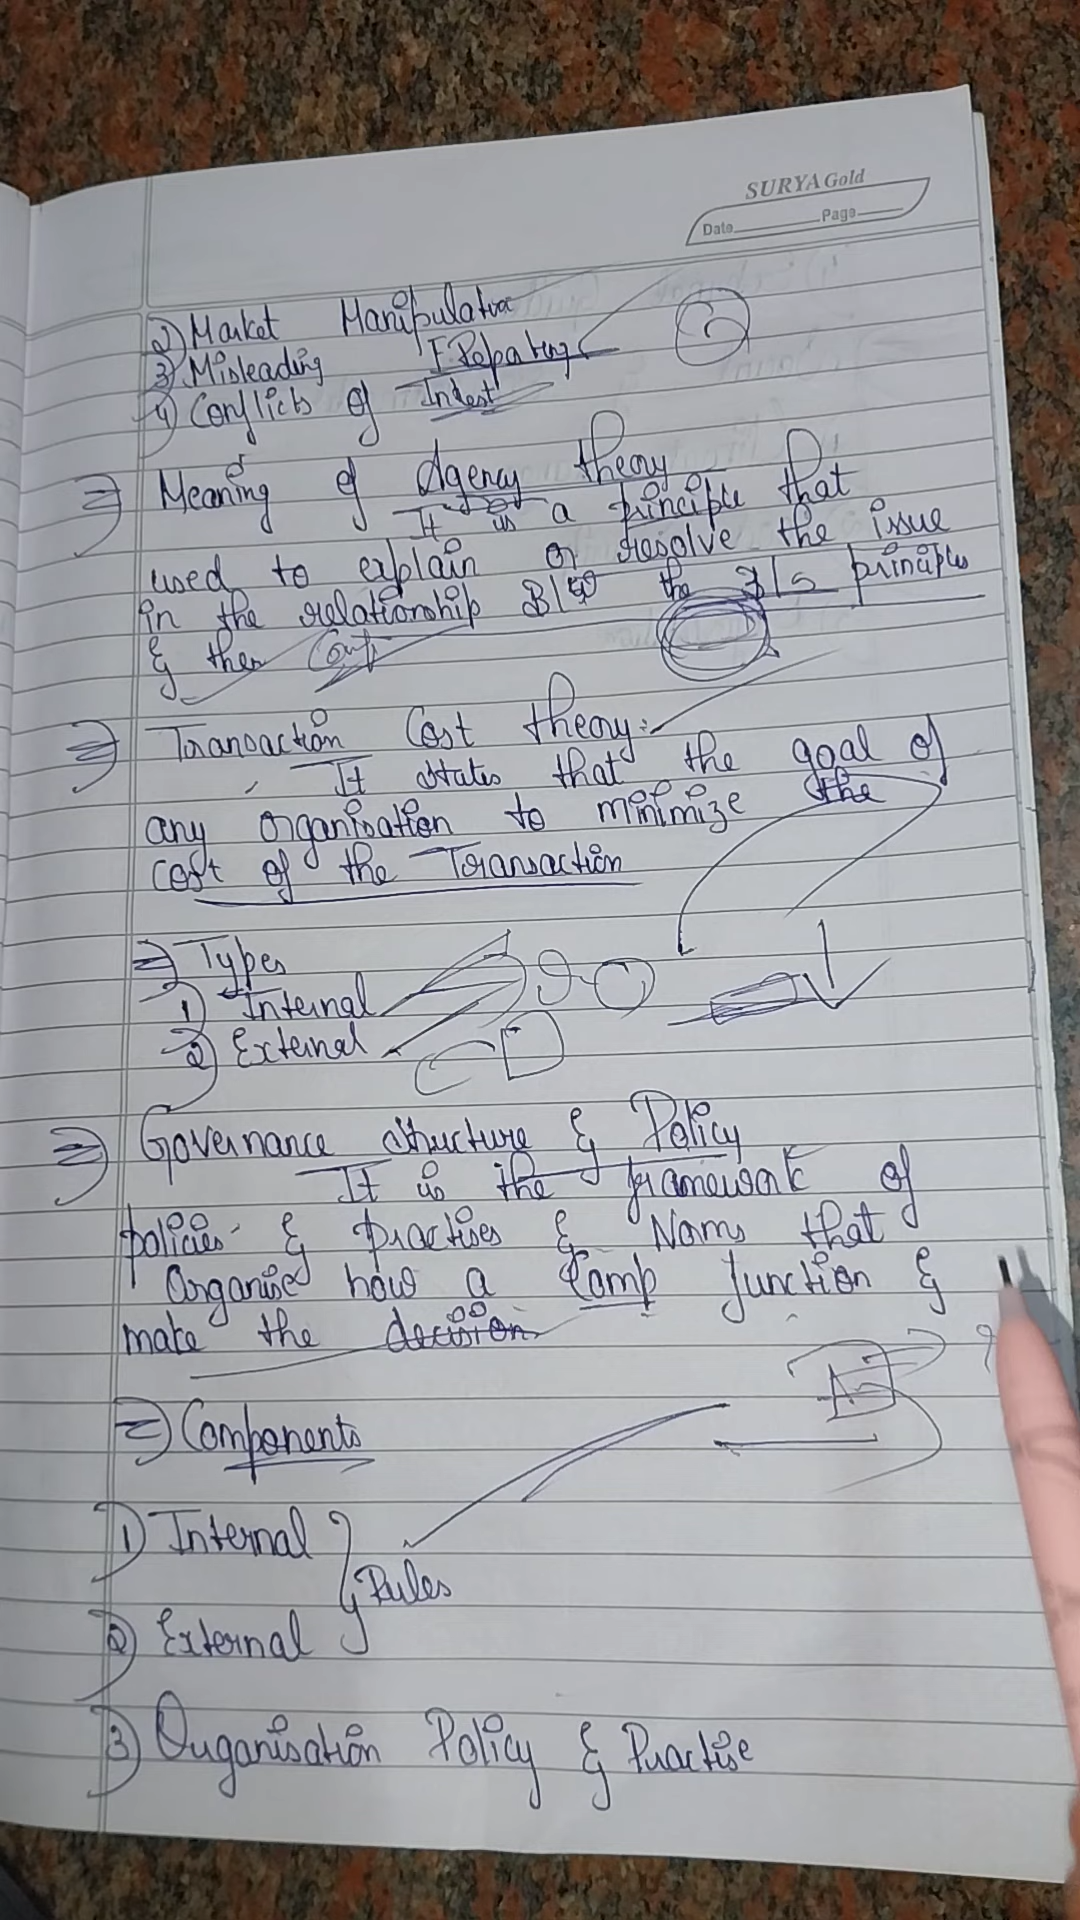 SURYA Gold
Date Page
2) Market Manipulation
3) Misleading F. Repating
4) Conflicts of Intest
Meaning of Agency theory
It is a principle that
used to explain or resolve the issue
in the relationship B/w the B/s principles
& their
Transaction Cost theory:-
It states that the goal of
any organisation to minimize the
cost of the Transaction
Types
1) Internal
2) External
Governance structure & Policy
It is the framework of
policies & practises & Norms that
Organise how a Comp function &
make the decision
Components
1) Internal
Rules
2) External
3) Organisation Policy & Practise